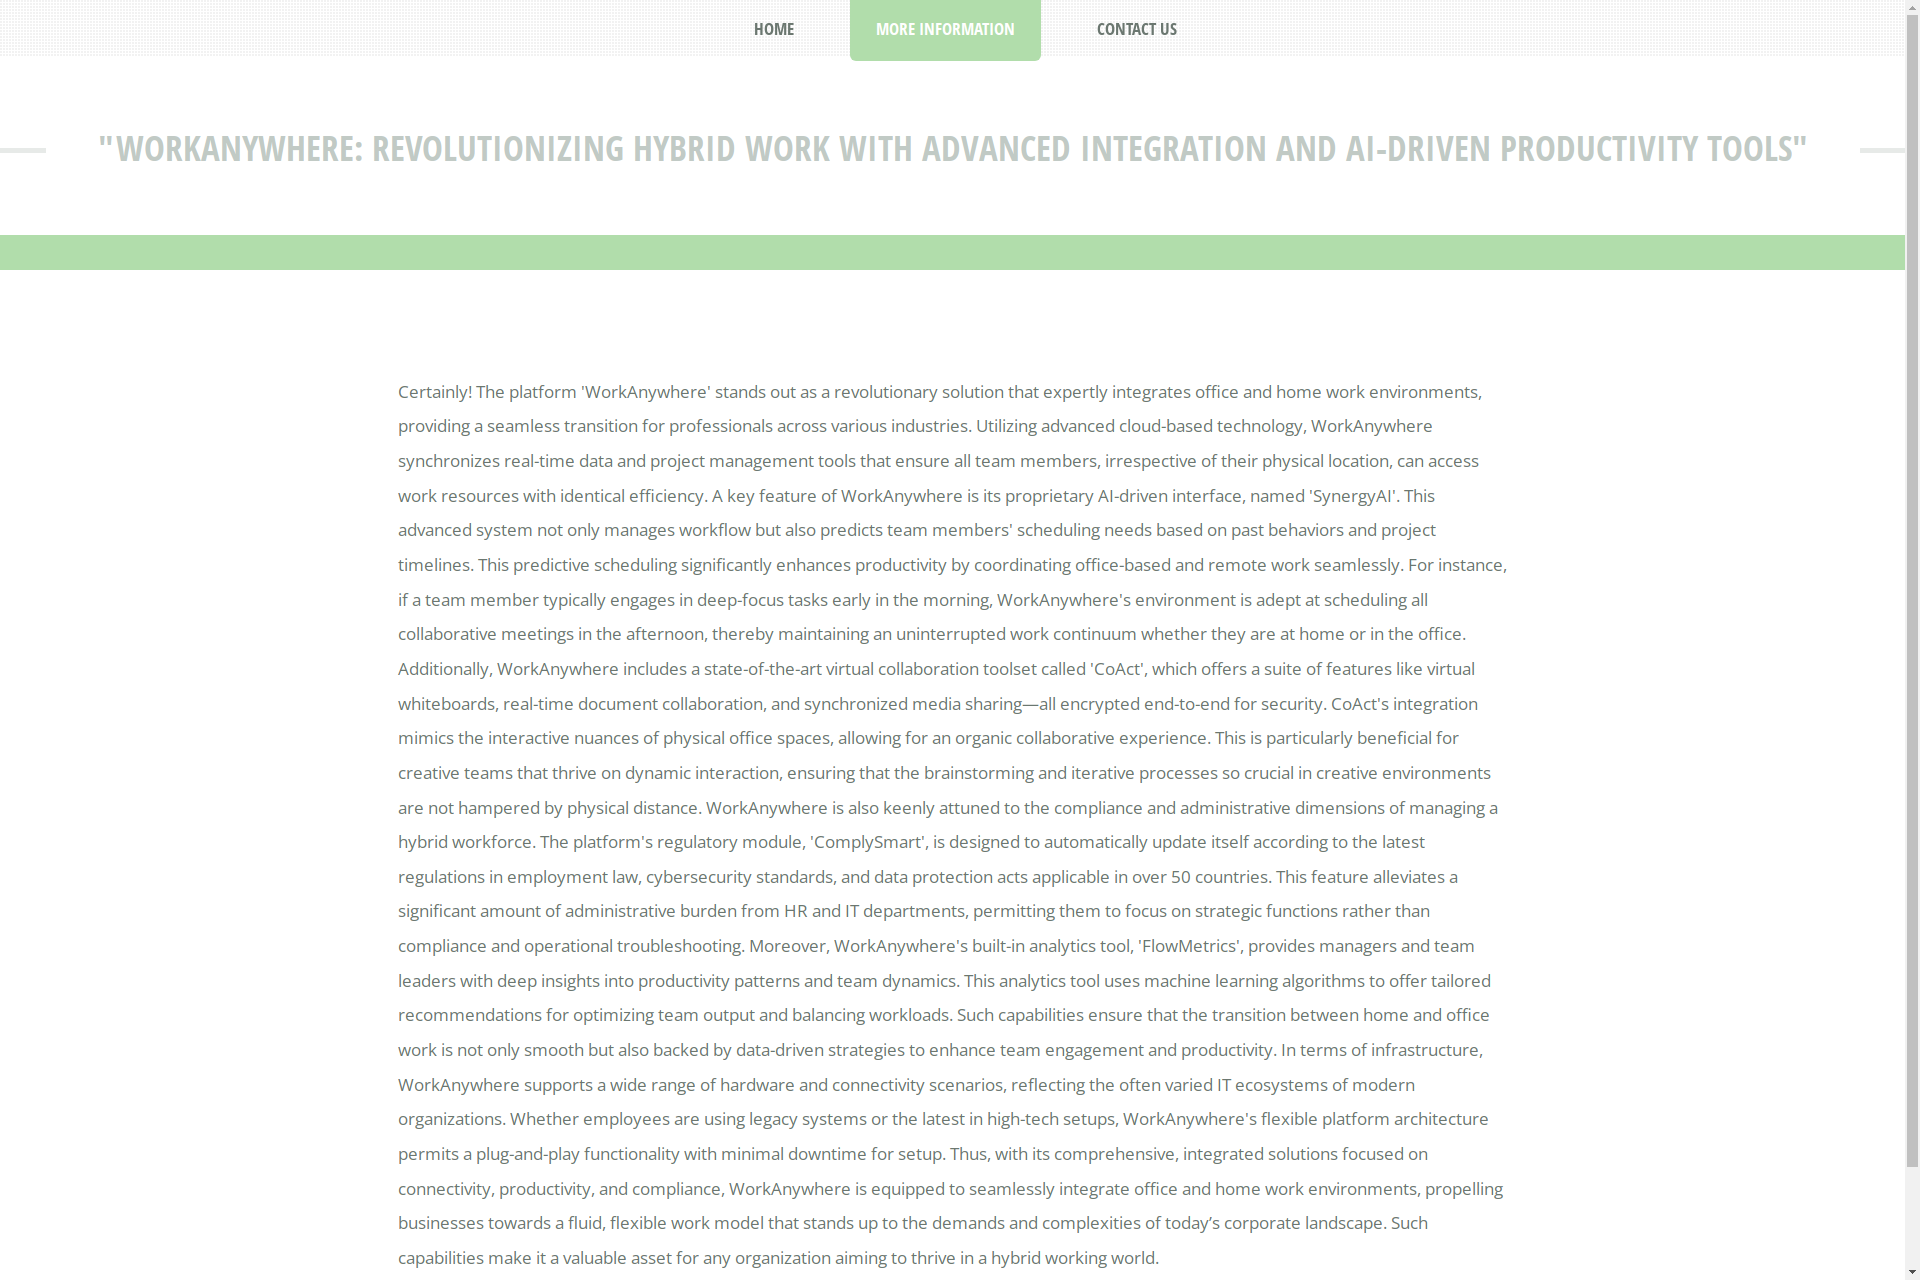 HOME
MORE INFORMATION
CONTACT US
"WORKANYWHERE: REVOLUTIONIZING HYBRID WORK WITH ADVANCED INTEGRATION AND AI-DRIVEN PRODUCTIVITY TOOLS"
Certainly! The platform 'WorkAnywhere' stands out as a revolutionary solution that expertly integrates office and home work environments,
providing a seamless transition for professionals across various industries. Utilizing advanced cloud-based technology, WorkAnywhere
synchronizes real-time data and project management tools that ensure all team members, irrespective of their physical location, can access
work resources with identical efficiency. A key feature of WorkAnywhere is its proprietary AI-driven interface, named 'SynergyAI'. This
advanced system not only manages workflow but also predicts team members' scheduling needs based on past behaviors and project
timelines. This predictive scheduling significantly enhances productivity by coordinating office-based and remote work seamlessly. For instance,
if a team member typically engages in deep-focus tasks early in the morning, WorkAnywhere's environment is adept at scheduling all
collaborative meetings in the afternoon, thereby maintaining an uninterrupted work continuum whether they are at home or in the office.
Additionally, WorkAnywhere includes a state-of-the-art virtual collaboration toolset called 'CoAct', which offers a suite of features like virtual
whiteboards, real-time document collaboration, and synchronized media sharing—all encrypted end-to-end for security. CoAct's integration
mimics the interactive nuances of physical office spaces, allowing for an organic collaborative experience. This is particularly beneficial for
creative teams that thrive on dynamic interaction, ensuring that the brainstorming and iterative processes so crucial in creative environments
are not hampered by physical distance. WorkAnywhere is also keenly attuned to the compliance and administrative dimensions of managing a
hybrid workforce. The platform's regulatory module, 'ComplySmart', is designed to automatically update itself according to the latest
regulations in employment law, cybersecurity standards, and data protection acts applicable in over 50 countries. This feature alleviates a
significant amount of administrative burden from HR and IT departments, permitting them to focus on strategic functions rather than
compliance and operational troubleshooting. Moreover, WorkAnywhere's built-in analytics tool, 'FlowMetrics', provides managers and team
leaders with deep insights into productivity patterns and team dynamics. This analytics tool uses machine learning algorithms to offer tailored
recommendations for optimizing team output and balancing workloads. Such capabilities ensure that the transition between home and office
work is not only smooth but also backed by data-driven strategies to enhance team engagement and productivity. In terms of infrastructure,
WorkAnywhere supports a wide range of hardware and connectivity scenarios, reflecting the often varied IT ecosystems of modern
organizations. Whether employees are using legacy systems or the latest in high-tech setups, WorkAnywhere's flexible platform architecture
permits a plug-and-play functionality with minimal downtime for setup. Thus, with its comprehensive, integrated solutions focused on
connectivity, productivity, and compliance, WorkAnywhere is equipped to seamlessly integrate office and home work environments, propelling
businesses towards a fluid, flexible work model that stands up to the demands and complexities of today’s corporate landscape. Such
capabilities make it a valuable asset for any organization aiming to thrive in a hybrid working world.